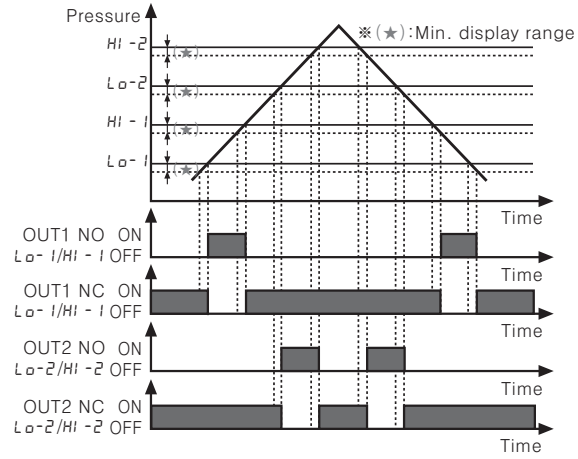 Pressure
※(★):Min. display range
HI-2
(★)
Lo-2
(★)
HI-1
(★)
Lo-1
(★)
Time
OUT1 NO ON
Lo-1/HI-1 OFF
Time
OUT1 NC ON
Lo-1/HI-1 OFF
Time
OUT2 NO ON
Lo-2/HI-2 OFF
Time
OUT2 NC ON
Lo-2/HI-2 OFF
Time